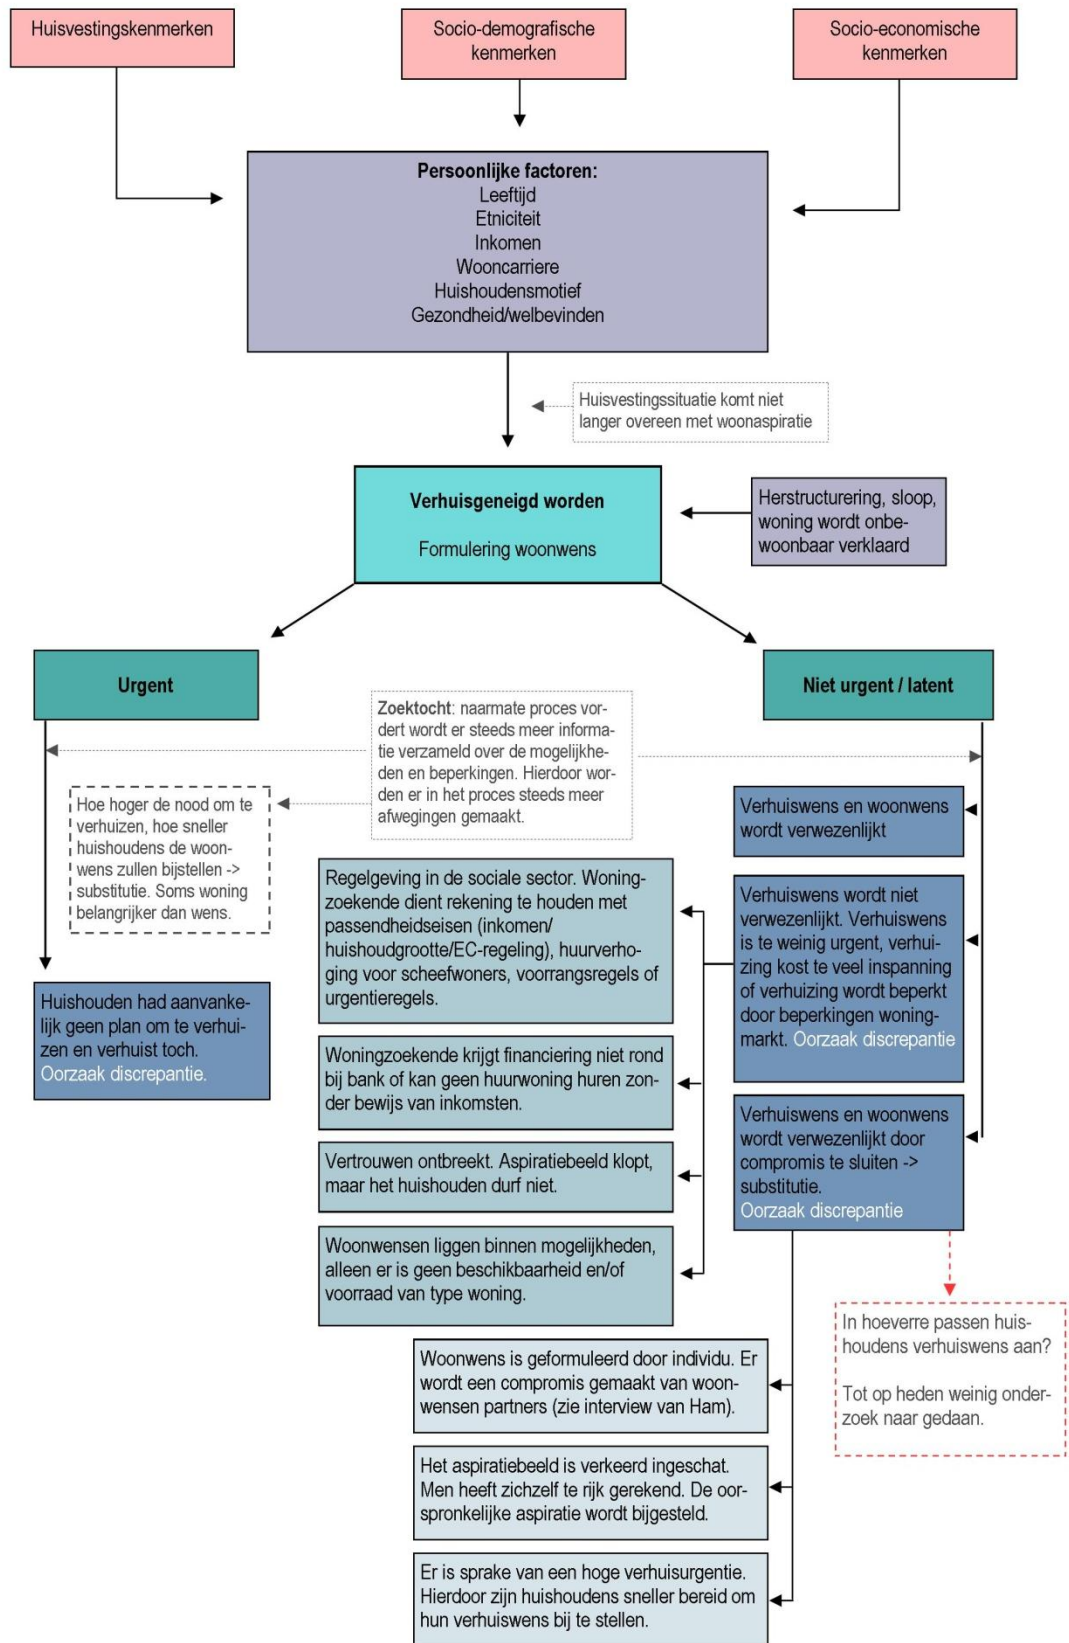 Huisvestingskenmerken
Socio-demografische
kenmerken
Socio-economische
kenmerken
Persoonlijke factoren:
Leeftijd
Etniciteit
Inkomen
Wooncarriere
Huishoudensmotief
Gezondheid/welbevinden
Huisvestingssituatie komt niet
langer overeen met woonaspiratie
Verhuisgeneigd worden
Formulering woonwens
Herstructurering, sloop,
woning wordt onbe-
woonbaar verklaard
Urgent
Niet urgent / latent
Zoektocht: naarmate proces vor-
dert wordt er steeds meer informa-
tie verzameld over de mogelijkhe-
den en beperkingen. Hierdoor wor-
den er in het proces steeds meer
afwegingen gemaakt.
Hoe hoger de nood om te
verhuizen, hoe sneller
huishoudens de woon-
wens zullen bijstellen ->
substitutie. Soms woning
belangrijker dan wens.
Huishouden had aanvanke-
lijk geen plan om te verhui-
zen en verhuist toch.
Oorzaak discrepantie.
Verhuiswens en woonwens
wordt verwezenlijkt
Verhuiswens wordt niet
verwezenlijkt. Verhuiswens
is te weinig urgent, verhui-
zing kost te veel inspanning
of verhuizing wordt beperkt
door beperkingen woning-
markt. Oorzaak discrepantie
Verhuiswens en woonwens
wordt verwezenlijkt door
compromis te sluiten ->
substitutie.
Oorzaak discrepantie
Regelgeving in de sociale sector. Woning-
zoekende dient rekening te houden met
passendheidseisen (inkomen/
huishoudgrootte/EC-regeling), huurverho-
ging voor scheefwoners, voorrangsregels of
urgentieregels.
Woningzoekende krijgt financiering niet rond
bij bank of kan geen huurwoning huren zon-
der bewijs van inkomsten.
Vertrouwen ontbreekt. Aspiratiebeeld klopt,
maar het huishouden durf niet.
Woonwensen liggen binnen mogelijkheden,
alleen er is geen beschikbaarheid en/of
voorraad van type woning.
In hoeverre passen huis-
houdens verhuiswens aan?
Tot op heden weinig onder-
zoek naar gedaan.
Woonwens is geformuleerd door individu. Er
wordt een compromis gemaakt van woon-
wensen partners (zie interview van Ham).
Het aspiratiebeeld is verkeerd ingeschat.
Men heeft zichzelf te rijk gerekend. De oor-
spronkelijke aspiratie wordt bijgesteld.
Er is sprake van een hoge verhuisurgentie.
Hierdoor zijn huishoudens sneller bereid om
hun verhuiswens bij te stellen.